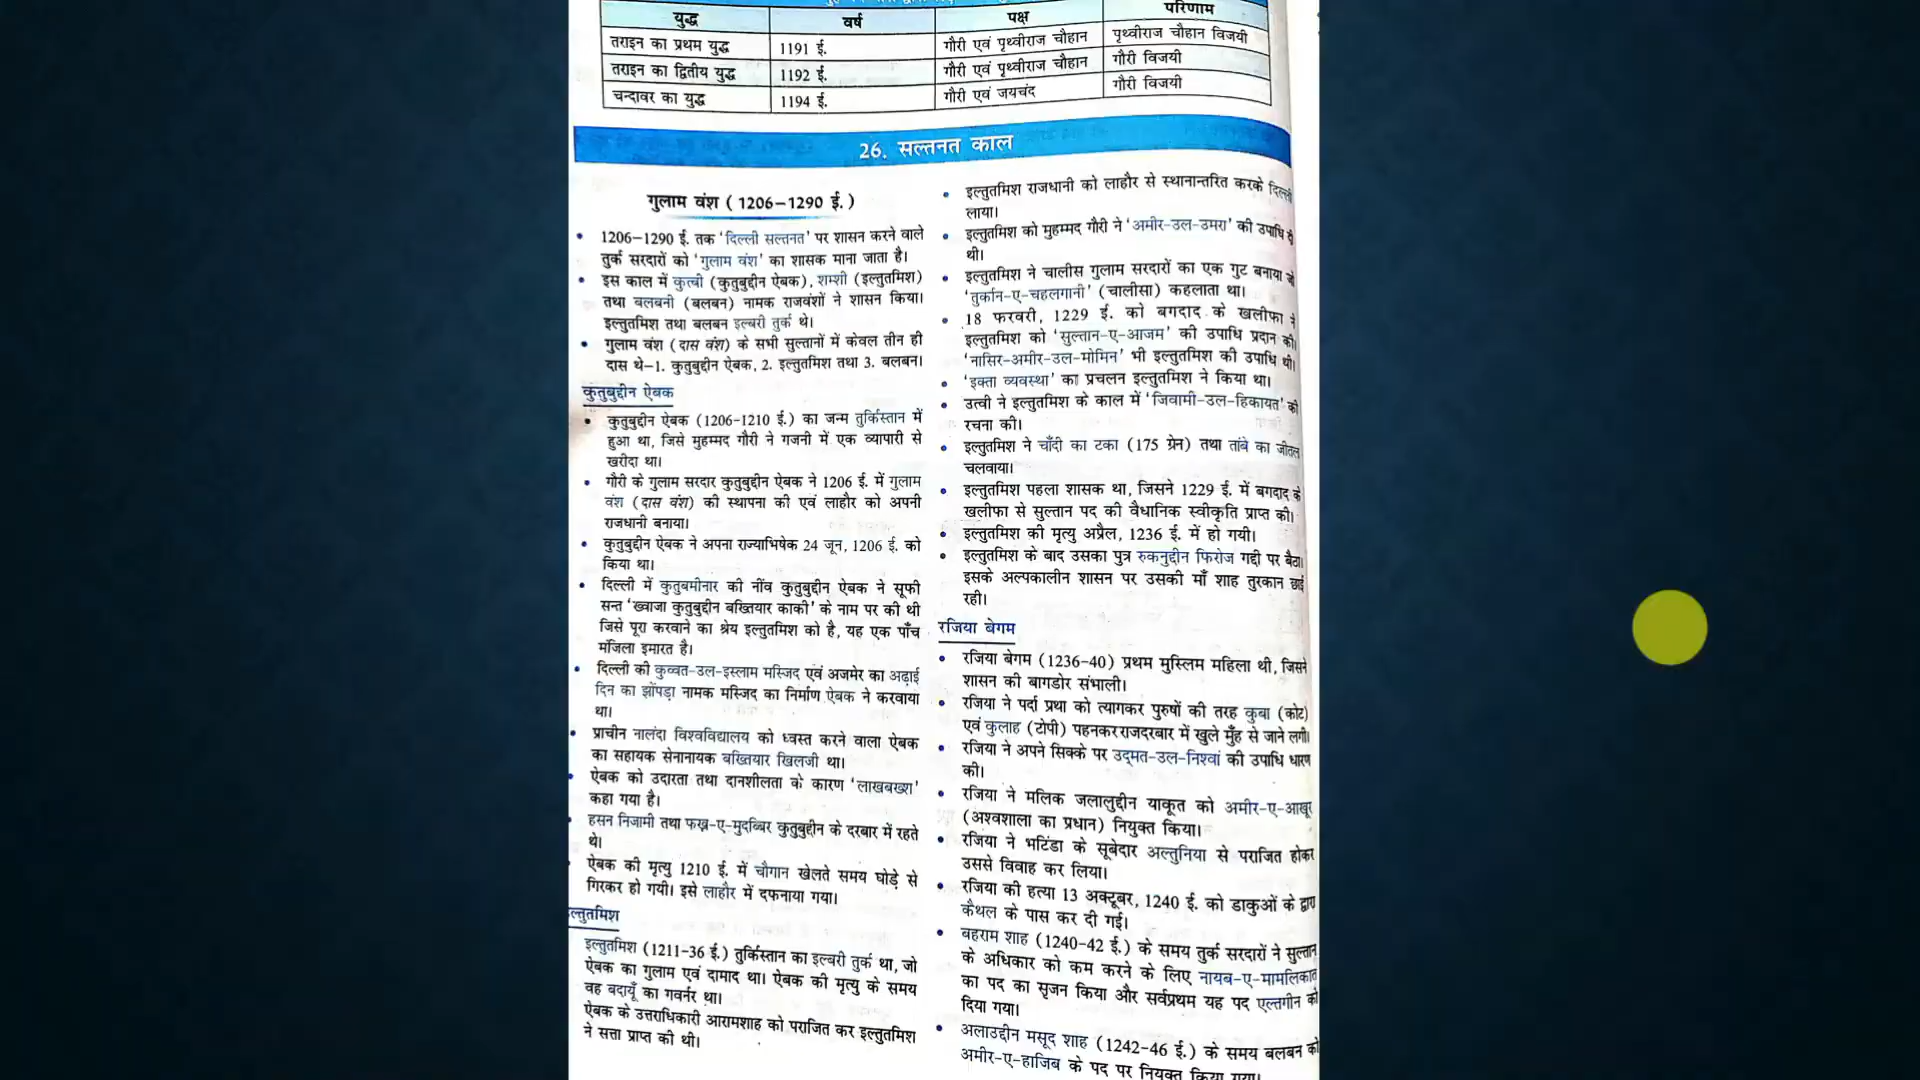 युद्ध वर्ष पक्ष परिणाम
तराइन का प्रथम युद्ध 1191 ई. गौरी एवं पृथ्वीराज चौहान पृथ्वीराज चौहान विजयी
तराइन का द्वितीय युद्ध 1192 ई. गौरी एवं पृथ्वीराज चौहान गौरी विजयी
चन्दावर का युद्ध 1194 ई. गौरी एवं जयचंद गौरी विजयी
26. सल्तनत काल
गुलाम वंश ( 1206–1290 ई. )
• 1206–1290 ई. तक 'दिल्ली सल्तनत' पर शासन करने वाले
तुर्क सरदारों को 'गुलाम वंश' का शासक माना जाता है।
• इस काल में कुत्बी (कुतुबुद्दीन ऐबक), शम्शी (इल्तुतमिश)
तथा बलबनी (बलबन) नामक राजवंशों ने शासन किया।
इल्तुतमिश तथा बलबन इल्बरी तुर्क थे।
• गुलाम वंश (दास वंश) के सभी सुल्तानों में केवल तीन ही
दास थे–1. कुतुबुद्दीन ऐबक, 2. इल्तुतमिश तथा 3. बलबन।
कुतुबुद्दीन ऐबक
• कुतुबुद्दीन ऐबक (1206-1210 ई.) का जन्म तुर्किस्तान में
हुआ था, जिसे मुहम्मद गौरी ने गजनी में एक व्यापारी से
खरीदा था।
• गौरी के गुलाम सरदार कुतुबुद्दीन ऐबक ने 1206 ई. में गुलाम
वंश (दास वंश) की स्थापना की एवं लाहौर को अपनी
राजधानी बनाया।
• कुतुबुद्दीन ऐबक ने अपना राज्याभिषेक 24 जून, 1206 ई. को
किया था।
• दिल्ली में कुतुबमीनार की नींव कुतुबुद्दीन ऐबक ने सूफी
सन्त 'ख्वाजा कुतुबुद्दीन बख्तियार काकी' के नाम पर की थी
जिसे पूरा करवाने का श्रेय इल्तुतमिश को है, यह एक पाँच
मंजिला इमारत है।
• दिल्ली की कुव्वत-उल-इस्लाम मस्जिद एवं अजमेर का अढ़ाई
दिन का झोंपड़ा नामक मस्जिद का निर्माण ऐबक ने करवाया
था।
• प्राचीन नालंदा विश्वविद्यालय को ध्वस्त करने वाला ऐबक
का सहायक सेनानायक बख्तियार खिलजी था।
• ऐबक को उदारता तथा दानशीलता के कारण 'लाखबख्श'
कहा गया है।
• हसन निजामी तथा फख्र-ए-मुदब्बिर कुतुबुद्दीन के दरबार में रहते
थे।
• ऐबक की मृत्यु 1210 ई. में चौगान खेलते समय घोड़े से
गिरकर हो गयी। इसे लाहौर में दफनाया गया।
ल्तुतमिश
इल्तुतमिश (1211-36 ई.) तुर्किस्तान का इल्बरी तुर्क था, जो
ऐबक का गुलाम एवं दामाद था। ऐबक की मृत्यु के समय
वह बदायूँ का गवर्नर था।
ऐबक के उत्तराधिकारी आरामशाह को पराजित कर इल्तुतमिश
ने सत्ता प्राप्त की थी।
• इल्तुतमिश राजधानी को लाहौर से स्थानान्तरित करके दिल्ली
लाया।
• इल्तुतमिश को मुहम्मद गौरी ने 'अमीर-उल-उमरा' की उपाधि दी
थी।
• इल्तुतमिश ने चालीस गुलाम सरदारों का एक गुट बनाया जो
'तुर्कान-ए-चहलगानी' (चालीसा) कहलाता था।
• 18 फरवरी, 1229 ई. को बगदाद के खलीफा ने
इल्तुतमिश को 'सुल्तान-ए-आजम' की उपाधि प्रदान की।
'नासिर-अमीर-उल-मोमिन' भी इल्तुतमिश की उपाधि थी।
• 'इक्ता व्यवस्था' का प्रचलन इल्तुतमिश ने किया था।
• उत्बी ने इल्तुतमिश के काल में 'जिवामी-उल-हिकायत' की
रचना की।
• इल्तुतमिश ने चाँदी का टका (175 ग्रेन) तथा तांबे का जीतल
चलवाया।
• इल्तुतमिश पहला शासक था, जिसने 1229 ई. में बगदाद के
खलीफा से सुल्तान पद की वैधानिक स्वीकृति प्राप्त की।
• इल्तुतमिश की मृत्यु अप्रैल, 1236 ई. में हो गयी।
• इल्तुतमिश के बाद उसका पुत्र रुकनुद्दीन फिरोज गद्दी पर बैठा।
इसके अल्पकालीन शासन पर उसकी माँ शाह तुरकान छाई
रही।
रजिया बेगम
• रजिया बेगम (1236-40) प्रथम मुस्लिम महिला थी, जिसने
शासन की बागडोर संभाली।
• रजिया ने पर्दा प्रथा को त्यागकर पुरुषों की तरह कुबा (कोट)
एवं कुलाह (टोपी) पहनकर राजदरबार में खुले मुँह से जाने लगी।
• रजिया ने अपने सिक्के पर उद्मत-उल-निश्वां की उपाधि धारण
की।
• रजिया ने मलिक जलालुद्दीन याकूत को अमीर-ए-आखूर
(अश्वशाला का प्रधान) नियुक्त किया।
• रजिया ने भटिंडा के सूबेदार अल्तुनिया से पराजित होकर
उससे विवाह कर लिया।
• रजिया की हत्या 13 अक्टूबर, 1240 ई. को डाकुओं के द्वारा
कैथल के पास कर दी गई।
• बहराम शाह (1240-42 ई.) के समय तुर्क सरदारों ने सुल्तान
के अधिकार को कम करने के लिए नायब-ए-मामलिकात
का पद का सृजन किया और सर्वप्रथम यह पद एल्तगीन को
दिया गया।
• अलाउद्दीन मसूद शाह (1242-46 ई.) के समय बलबन को
अमीर-ए-हाजिब के पद पर नियुक्त किया गया।